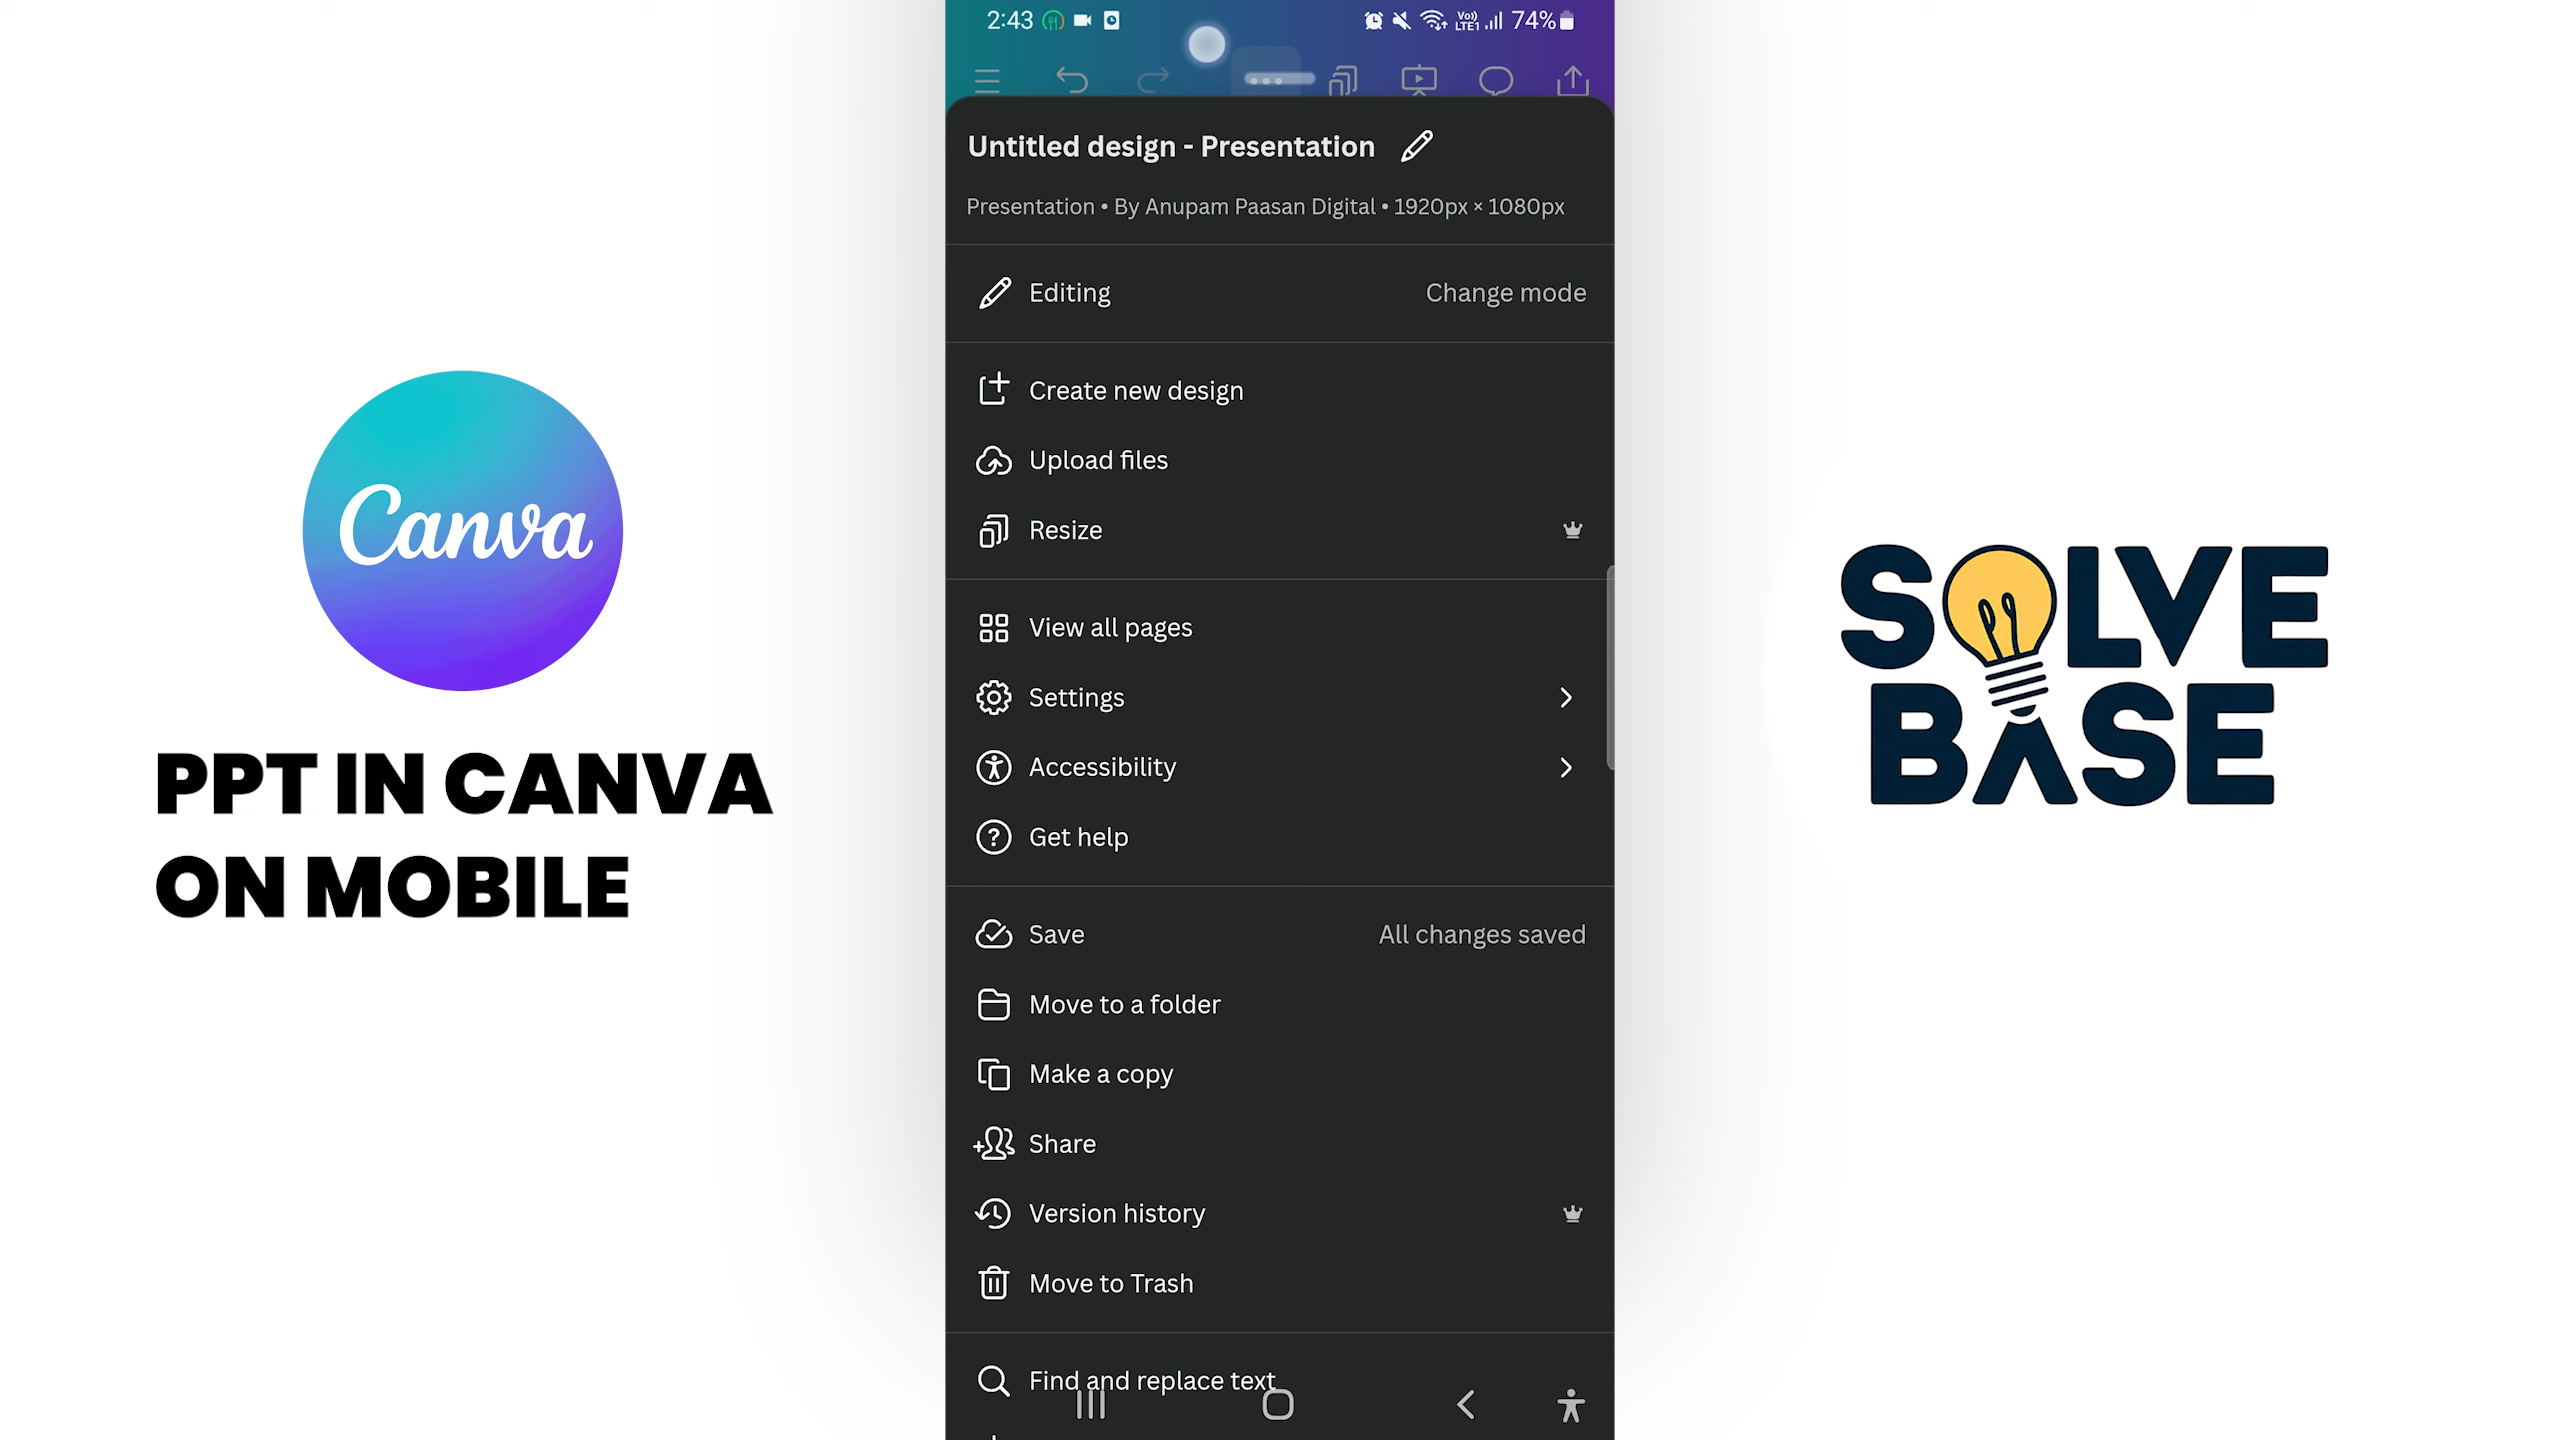 Canva
PPT IN CANVA
ON MOBILE
2:43
Vo)) LTE1 74%
Untitled design - Presentation
Presentation • By Anupam Paasan Digital • 1920px × 1080px
Editing Change mode
Create new design
Upload files
Resize
View all pages
Settings
Accessibility
Get help
Save All changes saved
Move to a folder
Make a copy
Share
Version history
Move to Trash
Find and replace text
SOLVE
BASE